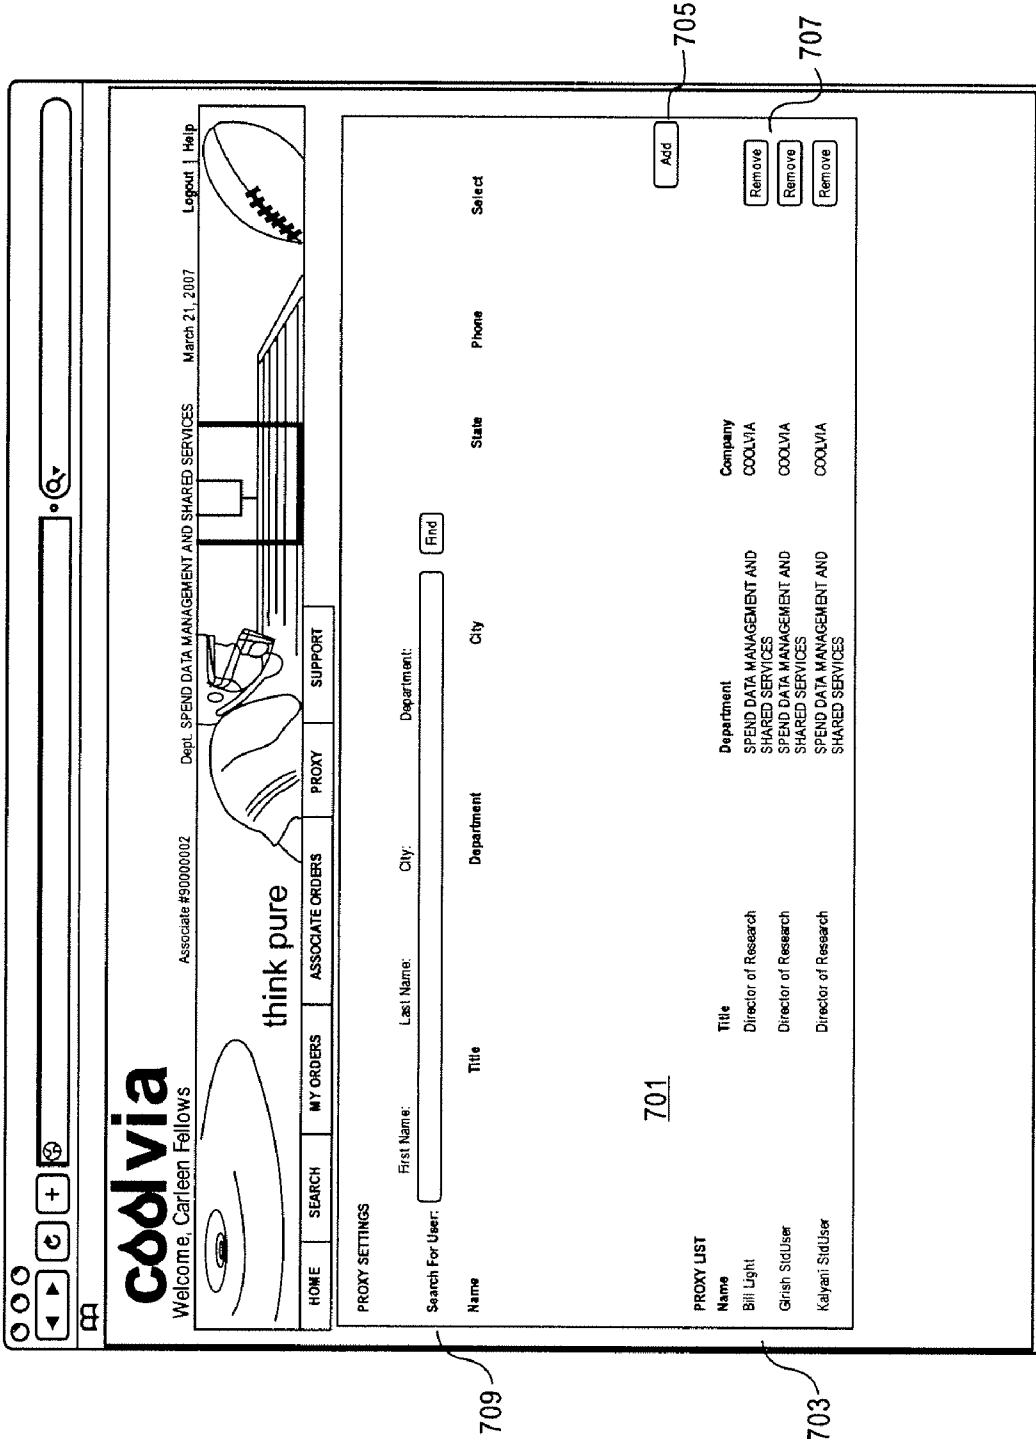 coolvia
Welcome, Carleen Fellows
Associate #90000002
Dept. SPEND DATA MANAGEMENT AND SHARED SERVICES
March 21, 2007
Logout | Help
think pure
HOME SEARCH MY ORDERS ASSOCIATE ORDERS PROXY SUPPORT
PROXY SETTINGS
First Name: Last Name: City: Department:
Search For User: Find
Name Title Department City State Phone Select
701
Add
PROXY LIST
Name Title Department Company
Bill Light Director of Research SPEND DATA MANAGEMENT AND COOLVIA Remove
SHARED SERVICES
Girish StdUser Director of Research SPEND DATA MANAGEMENT AND COOLVIA Remove
SHARED SERVICES
Kalyani StdUser Director of Research SPEND DATA MANAGEMENT AND COOLVIA Remove
SHARED SERVICES
709
703
705
707